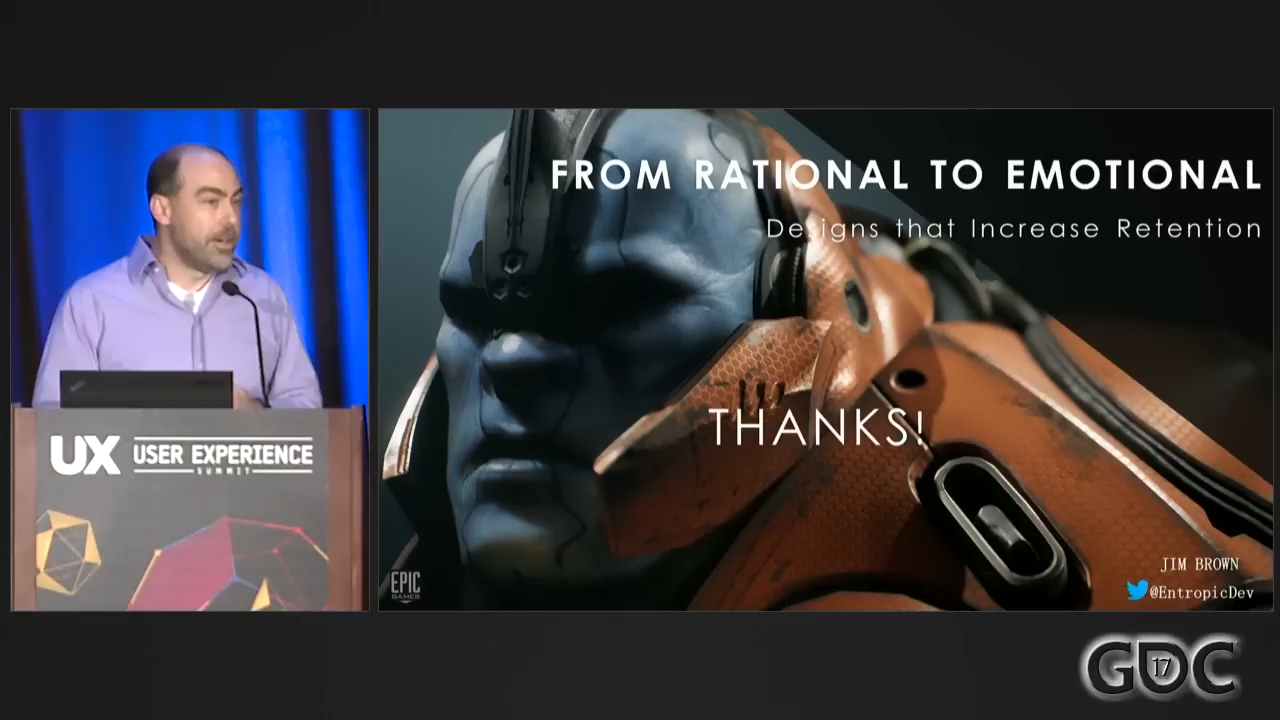 FROM RATIONAL TO EMOTIONAL
Designs that Increase Retention
THANKS!
JIM BROWN
@EntropicDev
EPIC
GAMES
UX USER EXPERIENCE
SUMMIT
GDC
17